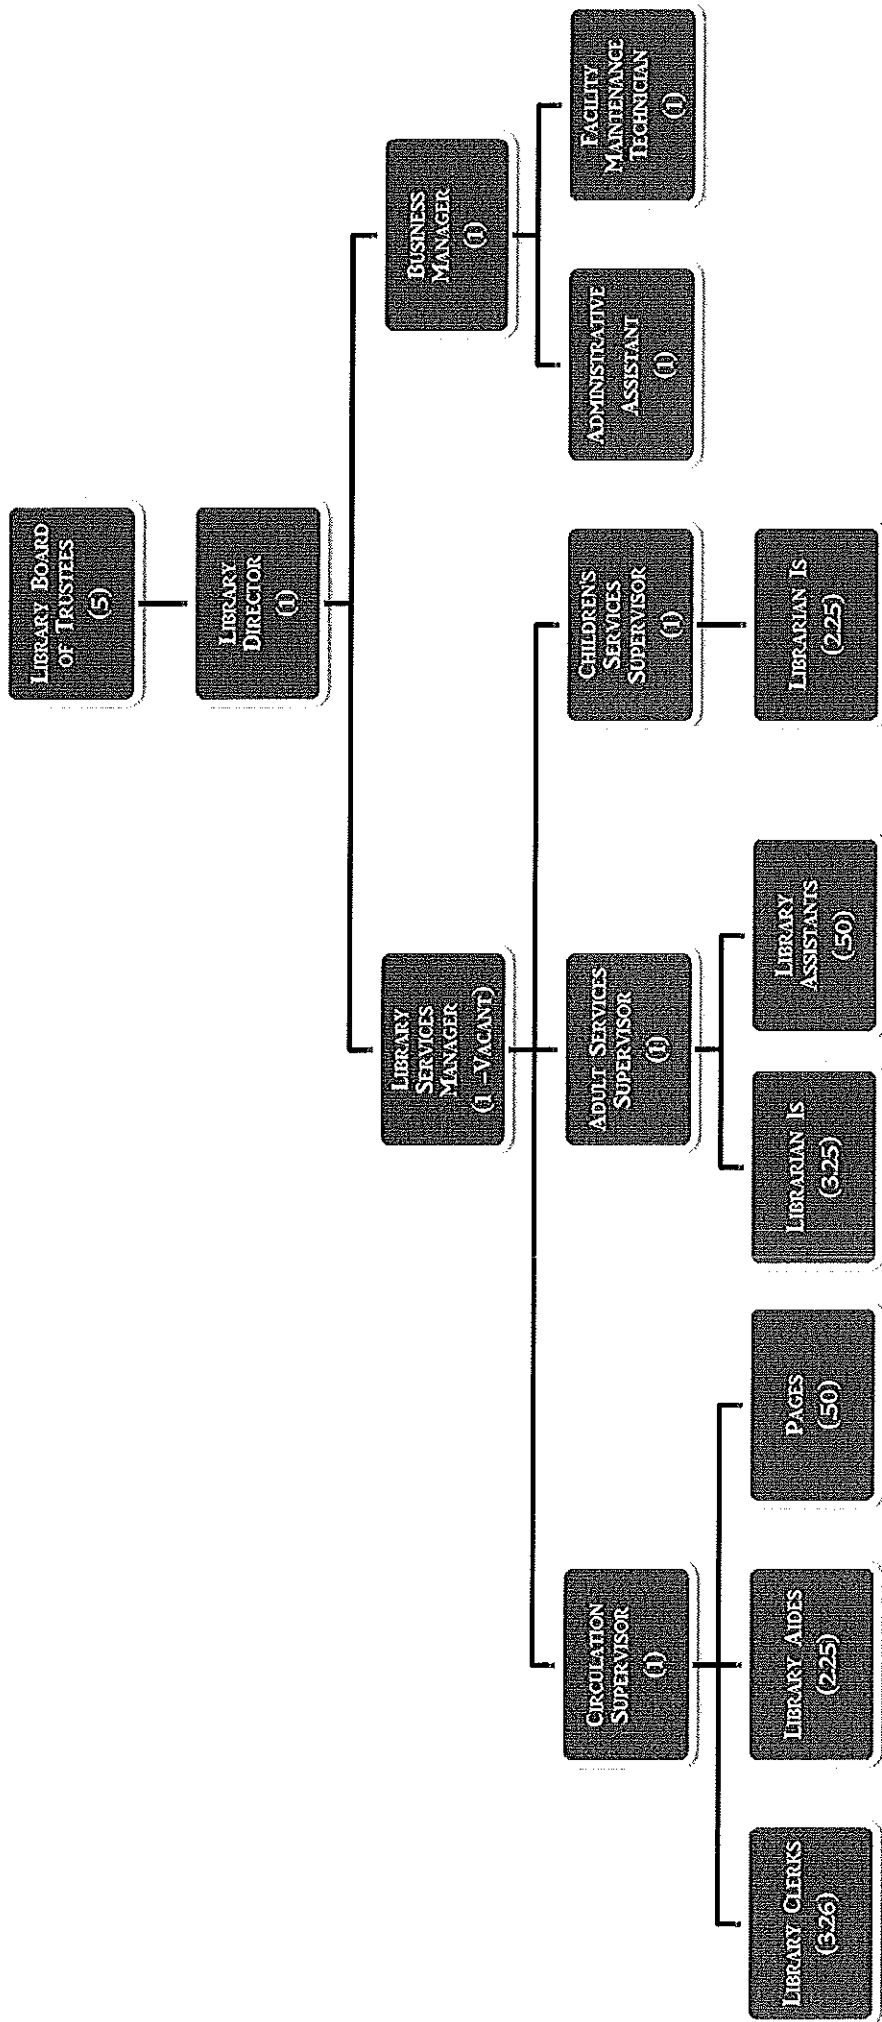 LIBRARY BOARD
OF TRUSTEES
(5)
LIBRARY
DIRECTOR
(1)
LIBRARY
SERVICES
MANAGER
(1 –VACANT)
BUSINESS
MANAGER
(1)
CIRCULATION
SUPERVISOR
(1)
ADULT SERVICES
SUPERVISOR
(1)
CHILDREN'S
SERVICES
SUPERVISOR
(1)
ADMINISTRATIVE
ASSISTANT
(1)
FACILITY
MAINTENANCE
TECHNICIAN
(1)
LIBRARY CLERKS
(3.26)
LIBRARY AIDES
(2.25)
PAGES
(.50)
LIBRARIAN IS
(3.25)
LIBRARY
ASSISTANTS
(.50)
LIBRARIAN IS
(2.25)